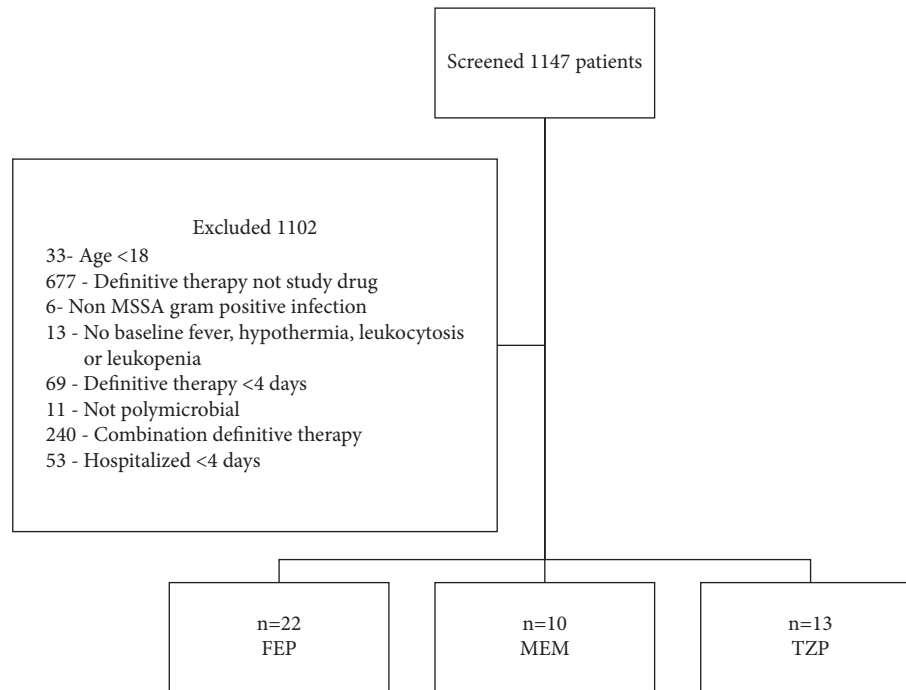 Screened 1147 patients
Excluded 1102
33- Age <18
677 - Definitive therapy not study drug
6- Non MSSA gram positive infection
13 - No baseline fever, hypothermia, leukocytosis
or leukopenia
69 - Definitive therapy <4 days
11 - Not polymicrobial
240 - Combination definitive therapy
53 - Hospitalized <4 days
n=22
FEP
n=10
MEM
n=13
TZP